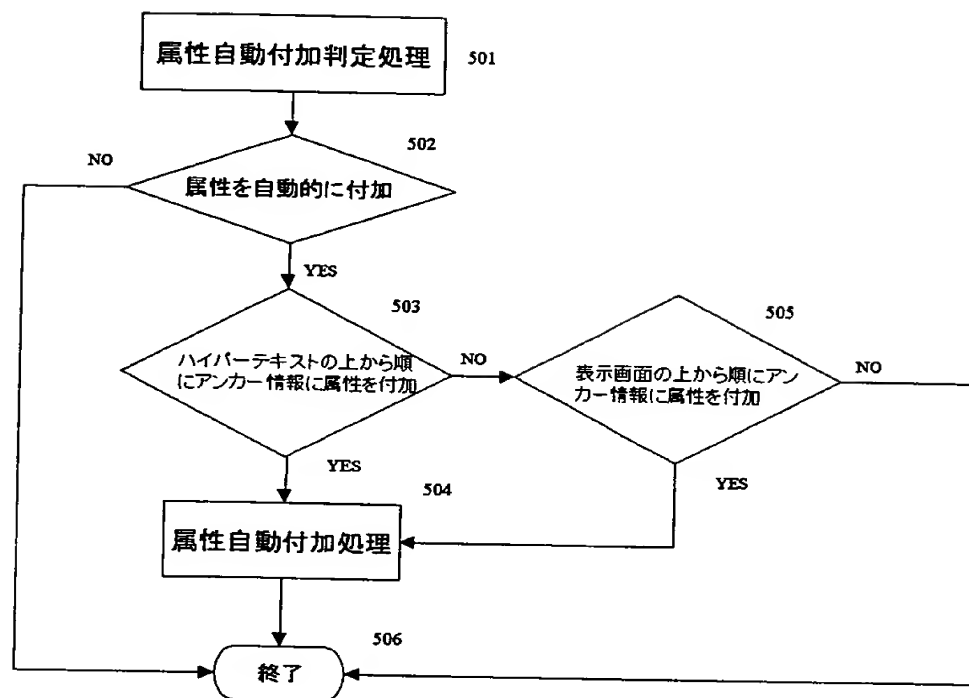 属性自動付加判定処理
501
502
NO
属性を自動的に付加
YES
503
ハイパーテキストの上から順
にアンカー情報に属性を付加
NO
505
表示画面の上から順にアン
カー情報に属性を付加
NO
YES
YES
504
属性自動付加処理
506
終了